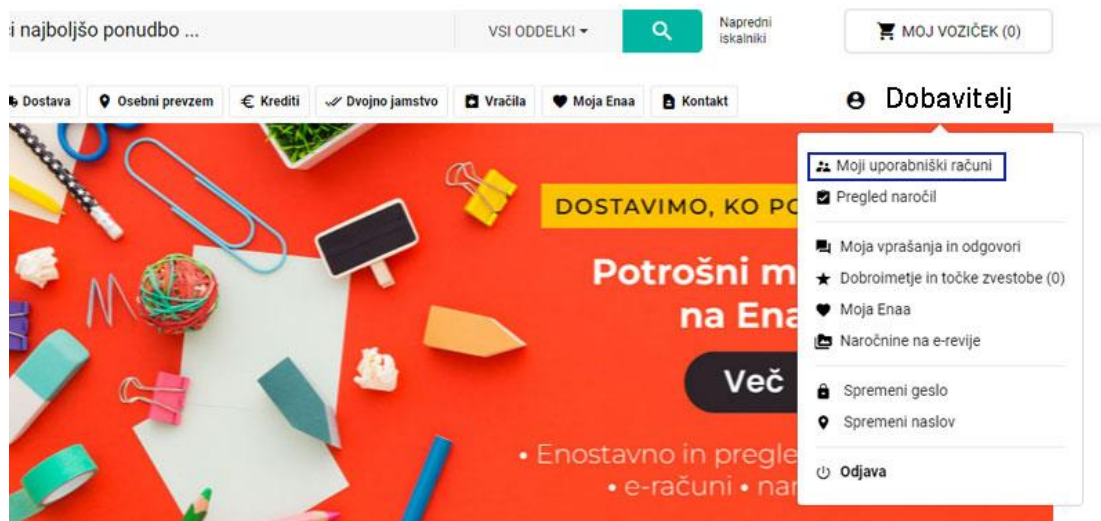 i najboljšo ponudbo ...
VSI ODDELKI
Napredni
iskalniki
MOJ VOZIČEK (0)
Dostava
Osebni prevzem
Krediti
Dvojno jamstvo
Vračila
Moja Enaa
Kontakt
Dobavitelj
DOSTAVIMO, KO PO
Potrošni m
na Ena
Več
• Enostavno in pregle
• e-računi • nar
Moji uporabniški računi
Pregled naročil
Moja vprašanja in odgovori
Dobroimetje in točke zvestobe (0)
Moja Enaa
Naročnine na e-revije
Spremeni geslo
Spremeni naslov
Odjava